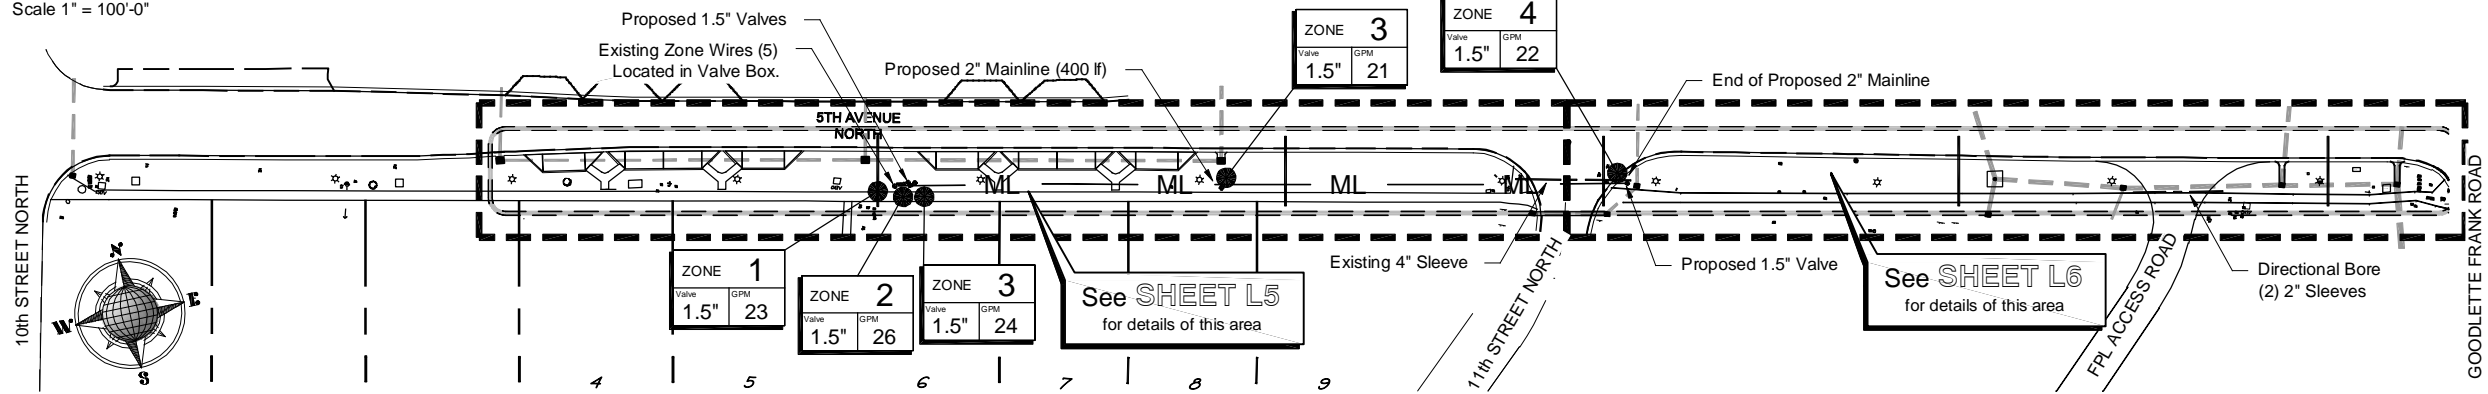 Scale 1" = 100'-0"
Proposed 1.5" Valves
Existing Zone Wires (5)
Located in Valve Box.
Proposed 2" Mainline (400 lf)
ZONE 3
Valve GPM
1.5" 21
ZONE 4
Valve GPM
1.5" 22
End of Proposed 2" Mainline
5TH AVENUE
NORTH
ML
ML
ML
ML
10th STREET NORTH
N
E
W
S
ZONE 1
Valve GPM
1.5" 23
ZONE 2
Valve GPM
1.5" 26
ZONE 3
Valve GPM
1.5" 24
See SHEET L5
for details of this area
Existing 4" Sleeve
11th STREET NORTH
Proposed 1.5" Valve
See SHEET L6
for details of this area
FPL ACCESS ROAD
Directional Bore
(2) 2" Sleeves
GOODLETTE FRANK ROAD
4
5
6
7
8
9